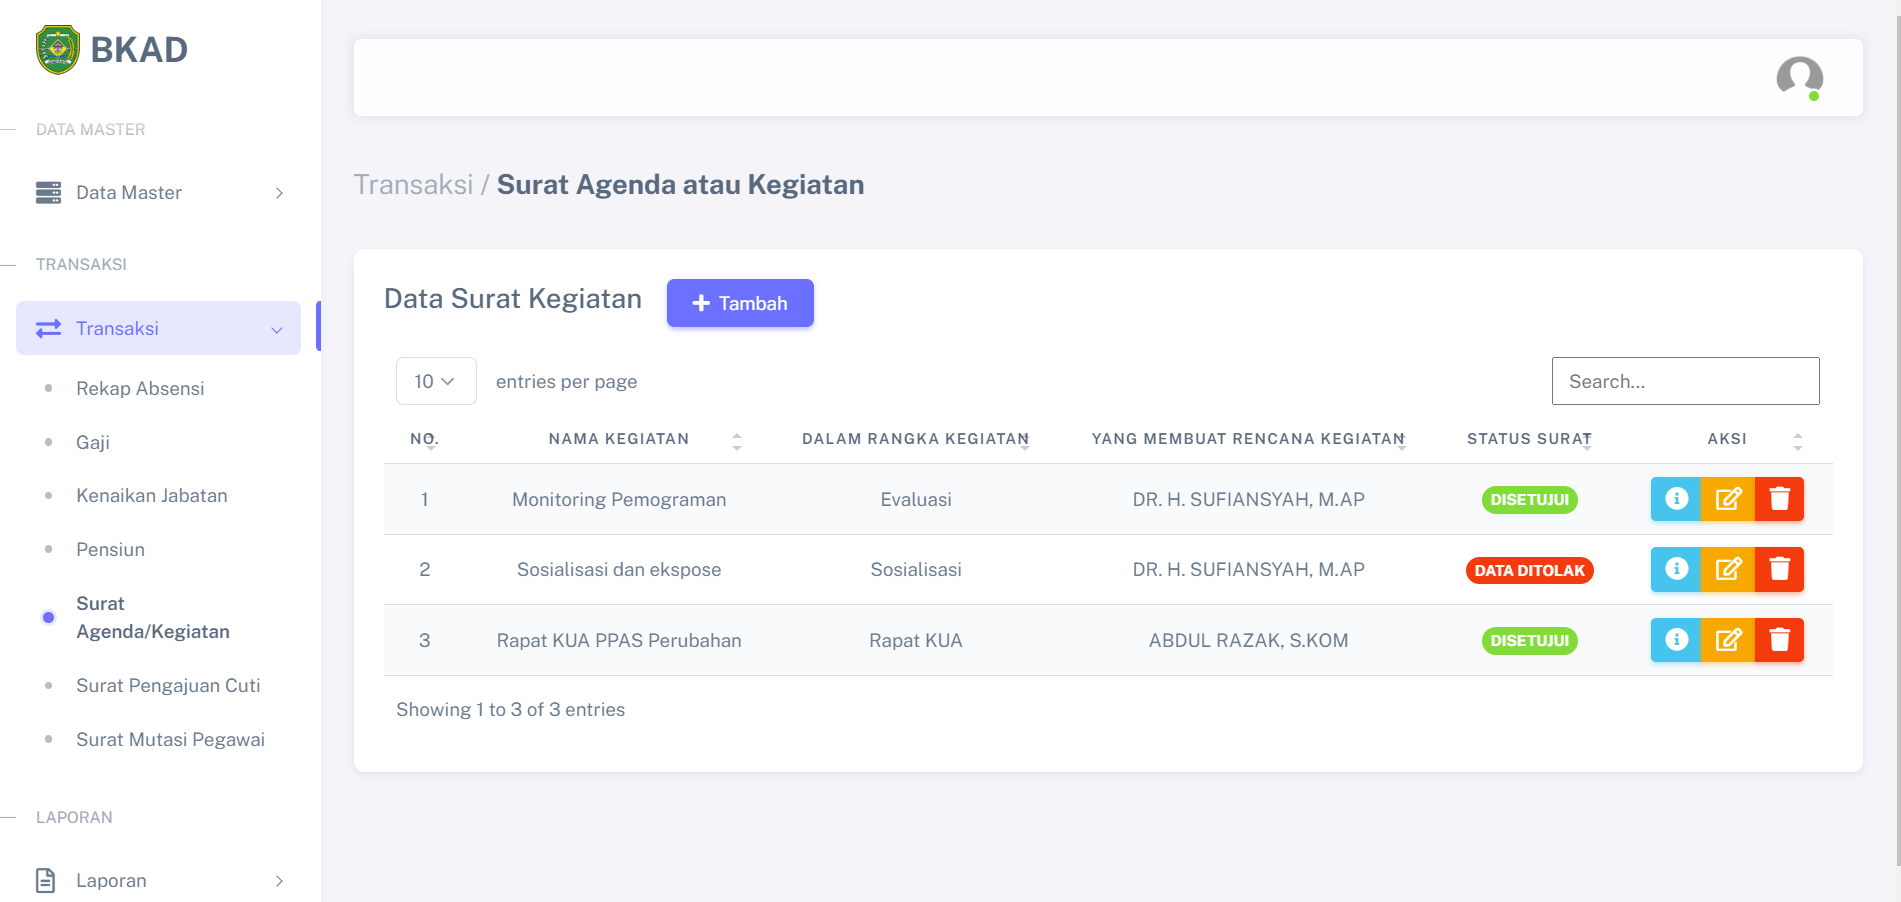 BKAD
DATA MASTER
Data Master
TRANSAKSI
Transaksi
Rekap Absensi
Gaji
Kenaikan Jabatan
Pensiun
Surat
Agenda/Kegiatan
Surat Pengajuan Cuti
Surat Mutasi Pegawai
LAPORAN
Laporan
Transaksi / Surat Agenda atau Kegiatan
Data Surat Kegiatan Tambah
10 entries per page Search...
NO. NAMA KEGIATAN DALAM RANGKA KEGIATAN YANG MEMBUAT RENCANA KEGIATAN STATUS SURAT AKSI
1 Monitoring Pemograman Evaluasi DR. H. SUFIANSYAH, M.AP DISETUJUI
2 Sosialisasi dan ekspose Sosialisasi DR. H. SUFIANSYAH, M.AP DATA DITOLAK
3 Rapat KUA PPAS Perubahan Rapat KUA ABDUL RAZAK, S.KOM DISETUJUI
Showing 1 to 3 of 3 entries